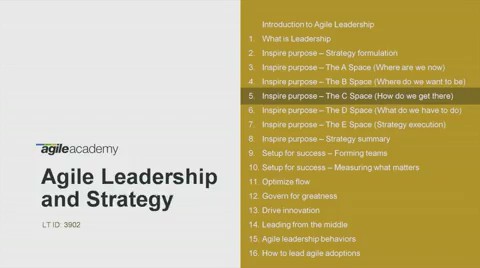 agileacademy
Agile Leadership
and Strategy
LT ID 3902
Introduction to Agile Leadership
1. What is Leadership
2. Inspire purpose – Strategy formulation
3. Inspire purpose – The A Space (Where are we now)
4. Inspire purpose – The B Space (Where do we want to be)
5. Inspire purpose – The C Space (How do we get there)
6. Inspire purpose – The D Space (What do we have to do)
7. Inspire purpose – The E Space (Strategy execution)
8. Inspire purpose – Strategy summary
9. Setup for success – Forming teams
10. Setup for success – Measuring what matters
11. Optimize flow
12. Govern for greatness
13. Drive innovation
14. Leading from the middle
15. Agile leadership behaviors
16. How to lead agile adoptions